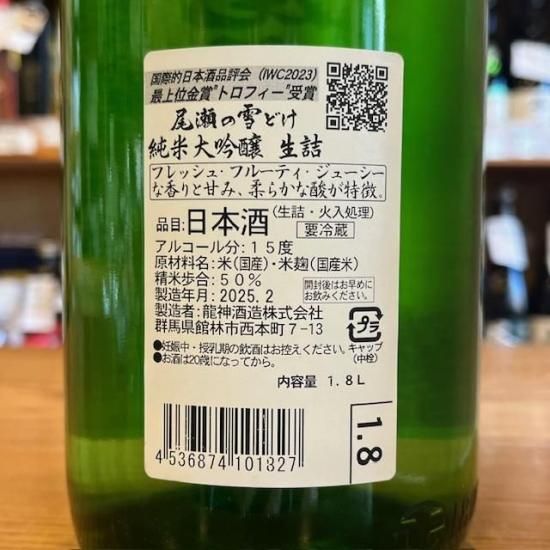 国際的日本酒品評会 (IWC2023)
最上位金賞"トロフィー"受賞
尾瀬の雪どけ
純米大吟醸 生詰
フレッシュ・フルーティ・ジューシー
な香りと甘み、柔らかな酸が特徴。
品目:日本酒(生詰・火入処理)
要冷蔵
アルコール分:15度
原材料名:米(国産)・米麹(国産米)
精米歩合:50%
開封後はお早めに
お飲みください。
製造年月:2025.2
製造者:龍神酒造株式会社
群馬県館林市西本町7-13
プラ
キャップ
(中栓)
●妊娠中・授乳期の飲酒はお控えください。
●お酒は20歳になってから。
内容量 1.8L
1.8
4 536874 101827